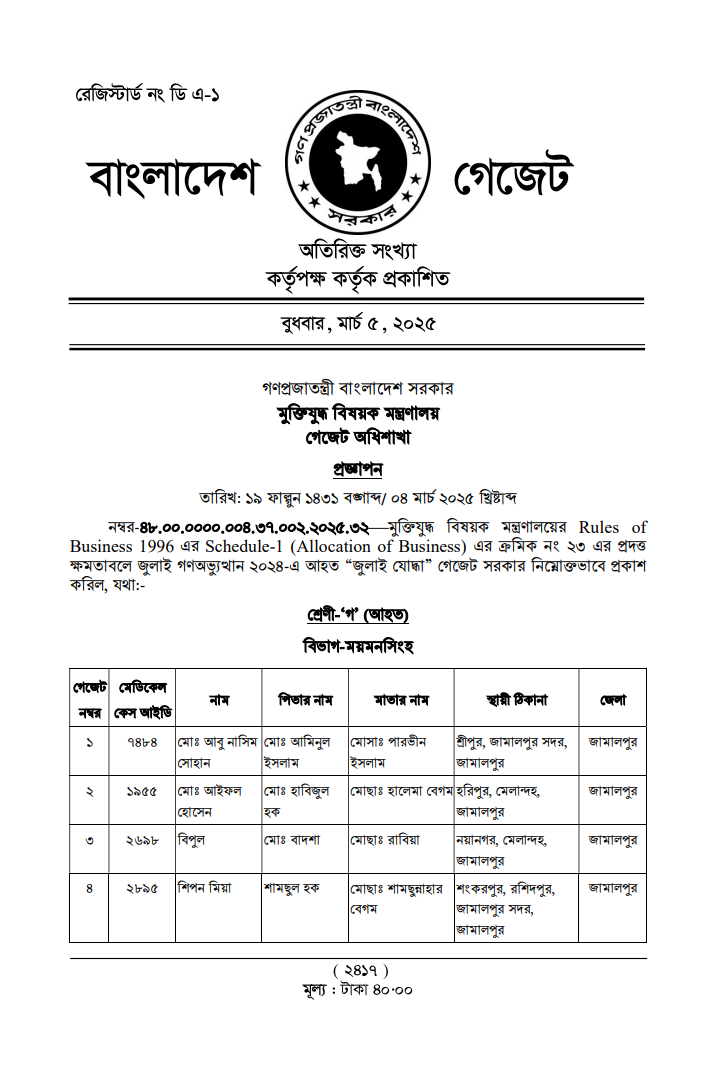 রেজিস্টার্ড নং ডি এ-১
গণপ্রজাতন্ত্রী বাংলাদেশ
সরকার
বাংলাদেশ গেজেট
অতিরিক্ত সংখ্যা
কর্তৃপক্ষ কর্তৃক প্রকাশিত
বুধবার, মার্চ ৫, ২০২৫
গণপ্রজাতন্ত্রী বাংলাদেশ সরকার
মুক্তিযুদ্ধ বিষয়ক মন্ত্রণালয়
গেজেট অধিশাখা
প্রজ্ঞাপন
তারিখ: ১৯ ফাল্গুন ১৪৩১ বঙ্গাব্দ/ ০৪ মার্চ ২০২৫ খ্রিষ্টাব্দ
নম্বর-৪৮.০০.০০০০.০০৪.৩৭.০০২.২০২৫.৩২—মুক্তিযুদ্ধ বিষয়ক মন্ত্রণালয়ের Rules of
Business 1996 এর Schedule-1 (Allocation of Business) এর ক্রমিক নং ২৩ এর প্রদত্ত
ক্ষমতাবলে জুলাই গণঅভ্যুত্থান ২০২৪-এ আহত “জুলাই যোদ্ধা” গেজেট সরকার নিম্নোক্তভাবে প্রকাশ
করিল, যথা:-
শ্রেণী-‘গ’ (আহত)
বিভাগ-ময়মনসিংহ
গেজেট নম্বর মেডিকেল কেস আইডি নাম পিতার নাম মাতার নাম স্থায়ী ঠিকানা জেলা
১ ৭৪৮৪ মোঃ আবু নাসিম সোহান মোঃ আমিনুল ইসলাম মোসাঃ পারভীন ইসলাম শ্রীপুর, জামালপুর সদর, জামালপুর জামালপুর
২ ১৯৫৫ মোঃ আইফল হোসেন মোঃ হাবিজুল হক মোছাঃ হালেমা বেগম হরিপুর, মেলান্দহ, জামালপুর জামালপুর
৩ ২৬৯৮ বিপুল মোঃ বাদশা মোছাঃ রাবিয়া নয়ানগর, মেলান্দহ, জামালপুর জামালপুর
৪ ২৮৯৫ শিপন মিয়া শামছুল হক মোছাঃ শামছুন্নাহার বেগম শংকরপুর, রশিদপুর, জামালপুর সদর, জামালপুর জামালপুর
( ২৪১৭ )
মূল্য : টাকা ৪০·০০